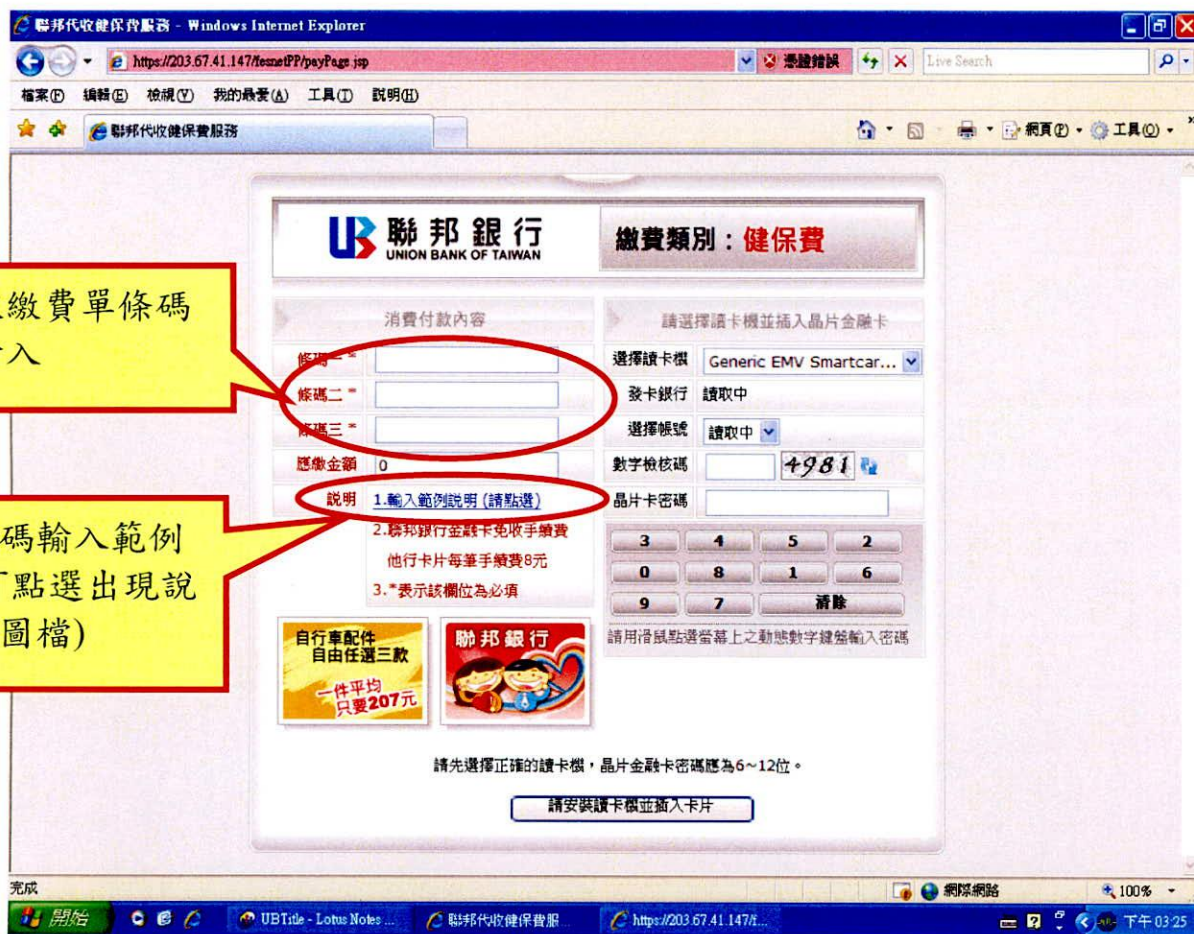 聯邦代收健保費服務 - Windows Internet Explorer
https://203.67.41.147/fesnetPP/payPage.jsp
憑證錯誤
Live Search
檔案(F) 編輯(E) 檢視(V) 我的最愛(A) 工具(T) 說明(H)
聯邦代收健保費服務
網頁(P)
工具(O)
聯邦銀行
UNION BANK OF TAIWAN
繳費類別：健保費
繳費單條碼
入
碼輸入範例
點選出現說
圖檔)
消費付款內容
條碼一 *
條碼二 *
條碼三 *
應繳金額 0
說明 1.輸入範例說明 (請點選)
2.聯邦銀行金融卡免收手續費
他行卡片每筆手續費8元
3.*表示該欄位為必填
請選擇讀卡機並插入晶片金融卡
選擇讀卡機 Generic EMV Smartcar...
發卡銀行 讀取中
選擇帳號 讀取中
數字檢核碼 4981
晶片卡密碼
3 4 5 2
0 8 1 6
9 7 清除
請用滑鼠點選螢幕上之動態數字鍵盤輸入密碼
自行車配件
自由任選三款
一件平均
只要207元
聯邦銀行
請先選擇正確的讀卡機，晶片金融卡密碼應為6~12位。
請安裝讀卡機並插入卡片
完成
網際網路
100%
開始
UBTitle - Lotus Notes ...
聯邦代收健保費服...
https://203.67.41.147/f...
下午 03:25